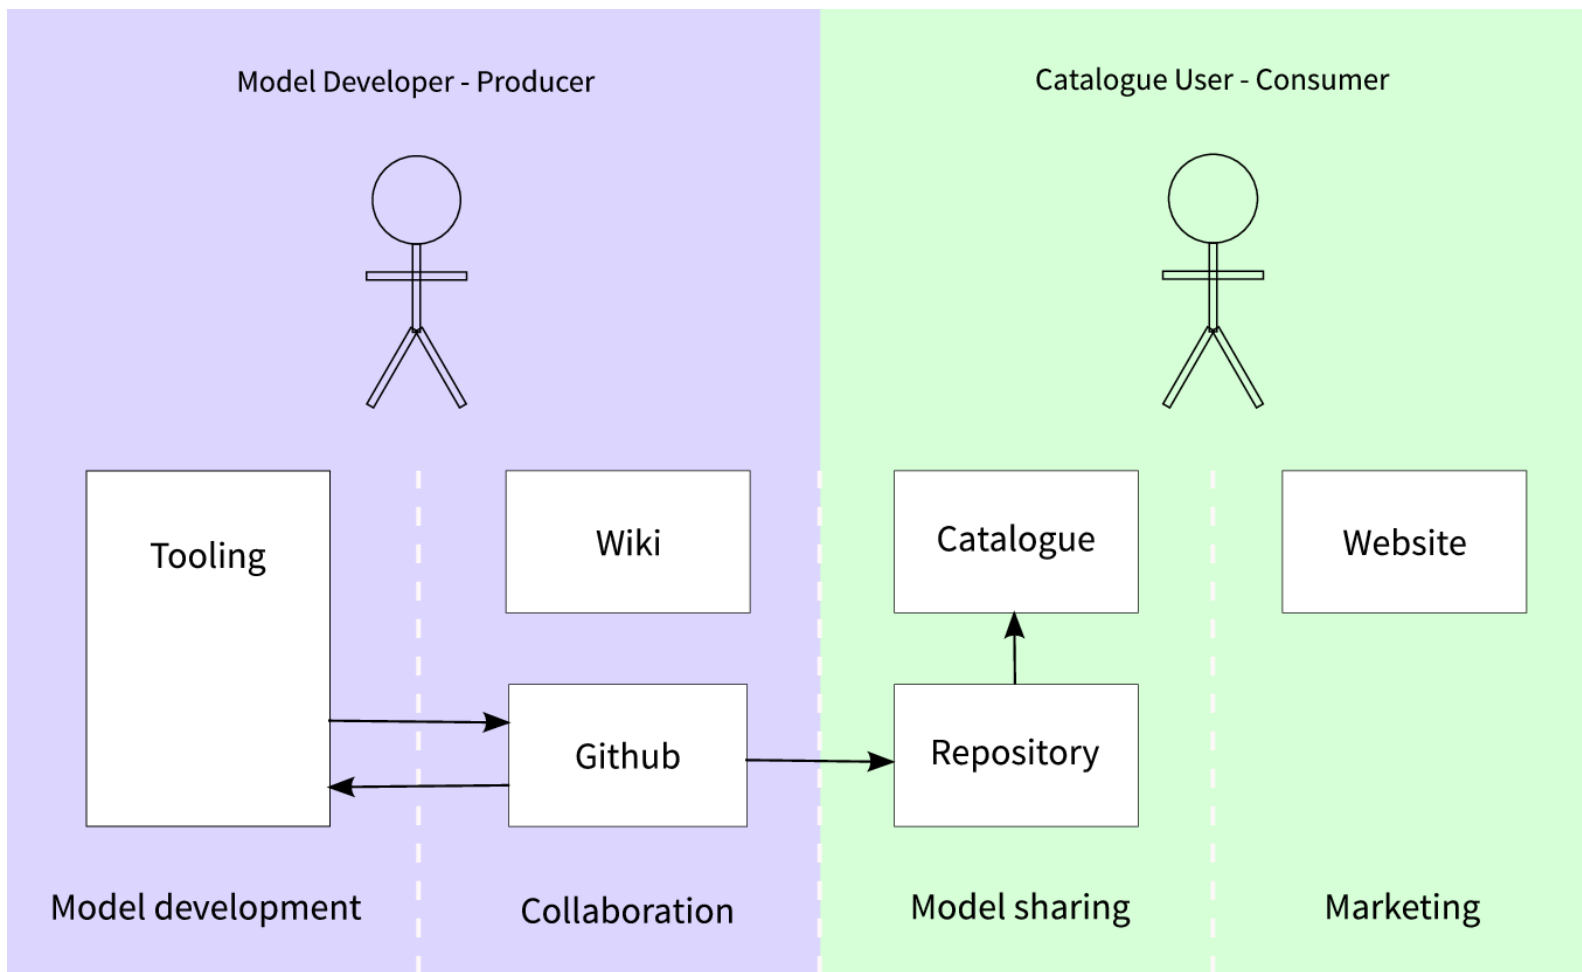 Model Developer - Producer
Catalogue User - Consumer
Tooling
Wiki
Catalogue
Website
Github
Repository
Model development
Collaboration
Model sharing
Marketing